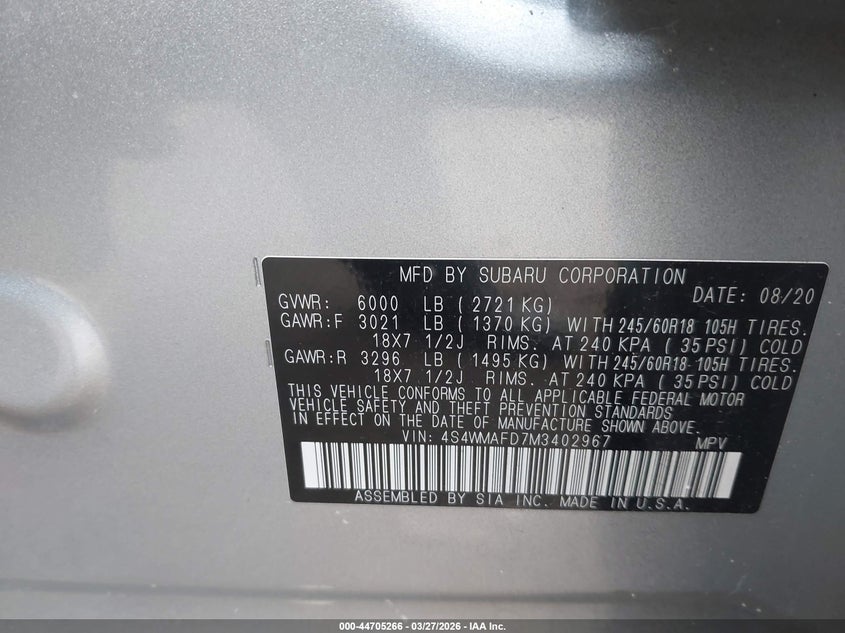 MFD BY SUBARU CORPORATION
DATE: 08/20
GVWR: 6000 LB (2721 KG)
GAWR:F 3021 LB (1370 KG) WITH 245/60R18 105H TIRES.
18X7 1/2J RIMS. AT 240 KPA (35 PSI) COLD
GAWR:R 3296 LB (1495 KG) WITH 245/60R18 105H TIRES.
18X7 1/2J RIMS. AT 240 KPA (35 PSI) COLD
THIS VEHICLE CONFORMS TO ALL APPLICABLE FEDERAL MOTOR
VEHICLE SAFETY AND THEFT PREVENTION STANDARDS
IN EFFECT ON THE DATE OF MANUFACTURE SHOWN ABOVE.
VIN: 4S4WMAFD7M3402967 MPV
ASSEMBLED BY SIA INC. MADE IN U.S.A.
000-44705266 - 03/27/2026 - IAA Inc.